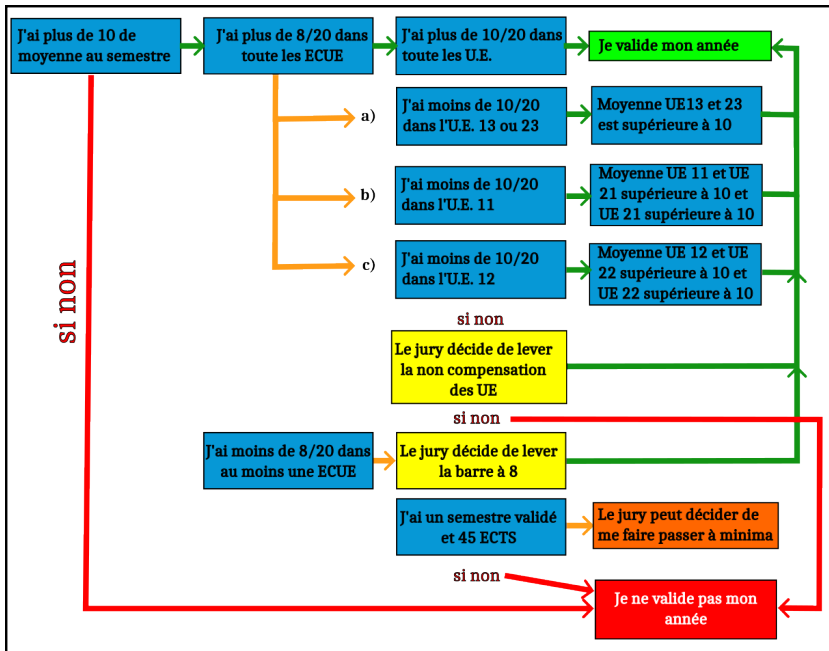 J'ai plus de 10 de
moyenne au semestre
J'ai plus de 8/20 dans
toute les ECUE
J'ai plus de 10/20 dans
toutes les U.E.
Je valide mon année
a)
J'ai moins de 10/20
dans l'U.E. 13 ou 23
Moyenne UE13 et 23
est supérieure à 10
b)
J'ai moins de 10/20
dans l'U.E. 11
Moyenne UE 11 et UE
21 supérieure à 10 et
UE 21 supérieure à 10
c)
J'ai moins de 10/20
dans l'U.E. 12
Moyenne UE 12 et UE
22 supérieure à 10 et
UE 22 supérieure à 10
si non
si non
Le jury décide de lever
la non compensation
des UE
si non
J'ai moins de 8/20 dans
au moins une ECUE
Le jury décide de lever
la barre à 8
J'ai un semestre validé
et 45 ECTS
Le jury peut décider de
me faire passer à minima
si non
Je ne valide pas mon
année